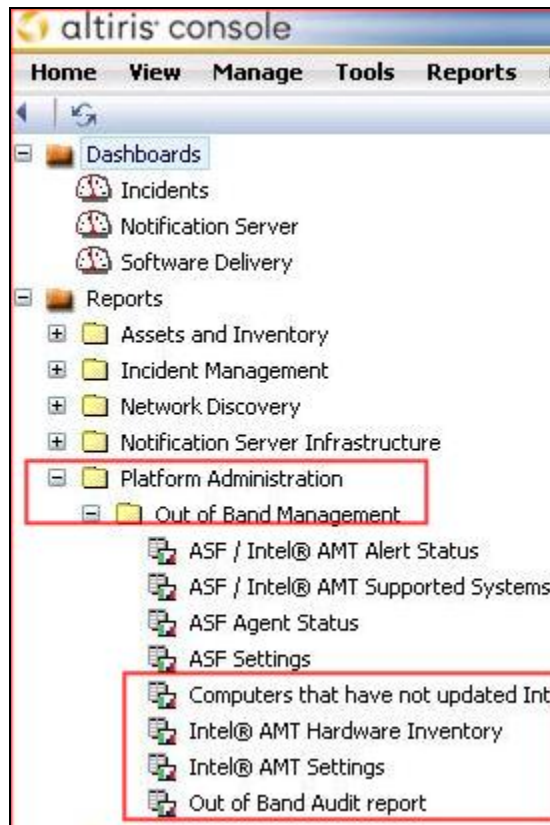 altiris console
Home View Manage Tools Reports
Dashboards
Incidents
Notification Server
Software Delivery
Reports
Assets and Inventory
Incident Management
Network Discovery
Notification Server Infrastructure
Platform Administration
Out of Band Management
ASF / Intel® AMT Alert Status
ASF / Intel® AMT Supported Systems
ASF Agent Status
ASF Settings
Computers that have not updated Int
Intel® AMT Hardware Inventory
Intel® AMT Settings
Out of Band Audit report